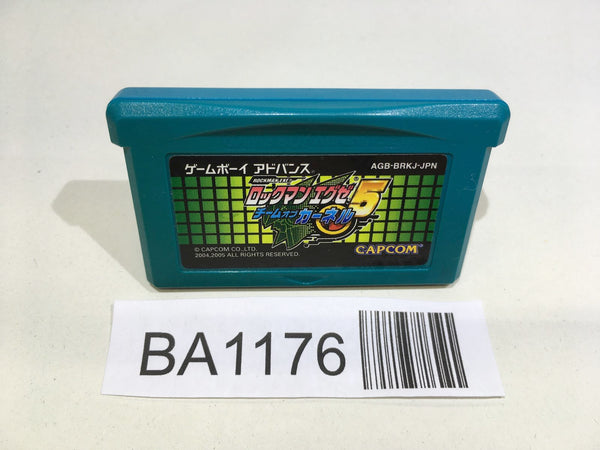 ゲームボーイ アドバンス
AGB-BRKJ-JPN
ROCKMAN EXE
ロックマン エグゼ 5
チーム オブ カーネル
© CAPCOM CO.,LTD.
2004,2005 ALL RIGHTS RESERVED.
CAPCOM
BA1176